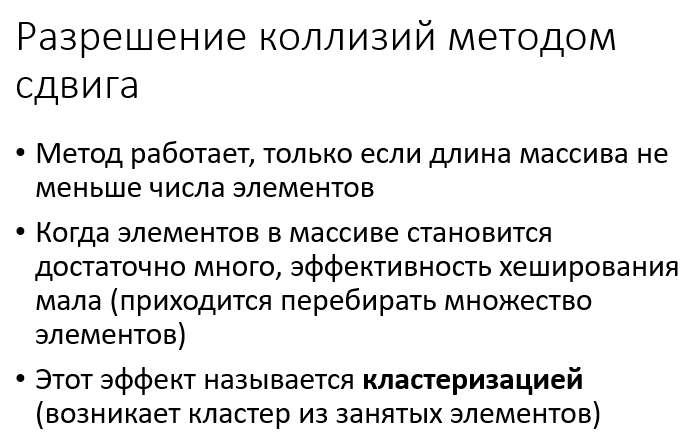 Разрешение коллизий методом
сдвига
• Метод работает, только если длина массива не
меньше числа элементов
• Когда элементов в массиве становится
достаточно много, эффективность хеширования
мала (приходится перебирать множество
элементов)
• Этот эффект называется кластеризацией
(возникает кластер из занятых элементов)